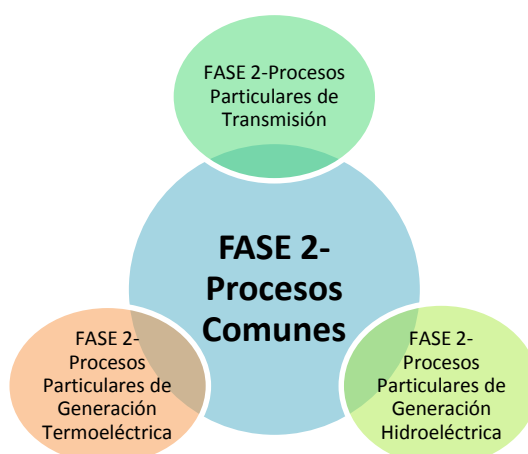 FASE 2-Procesos
Particulares de
Transmisión
FASE 2-
Procesos
Comunes
FASE 2-
Procesos
Particulares de
Generación
Termoeléctrica
FASE 2-
Procesos
Particulares de
Generación
Hidroeléctrica